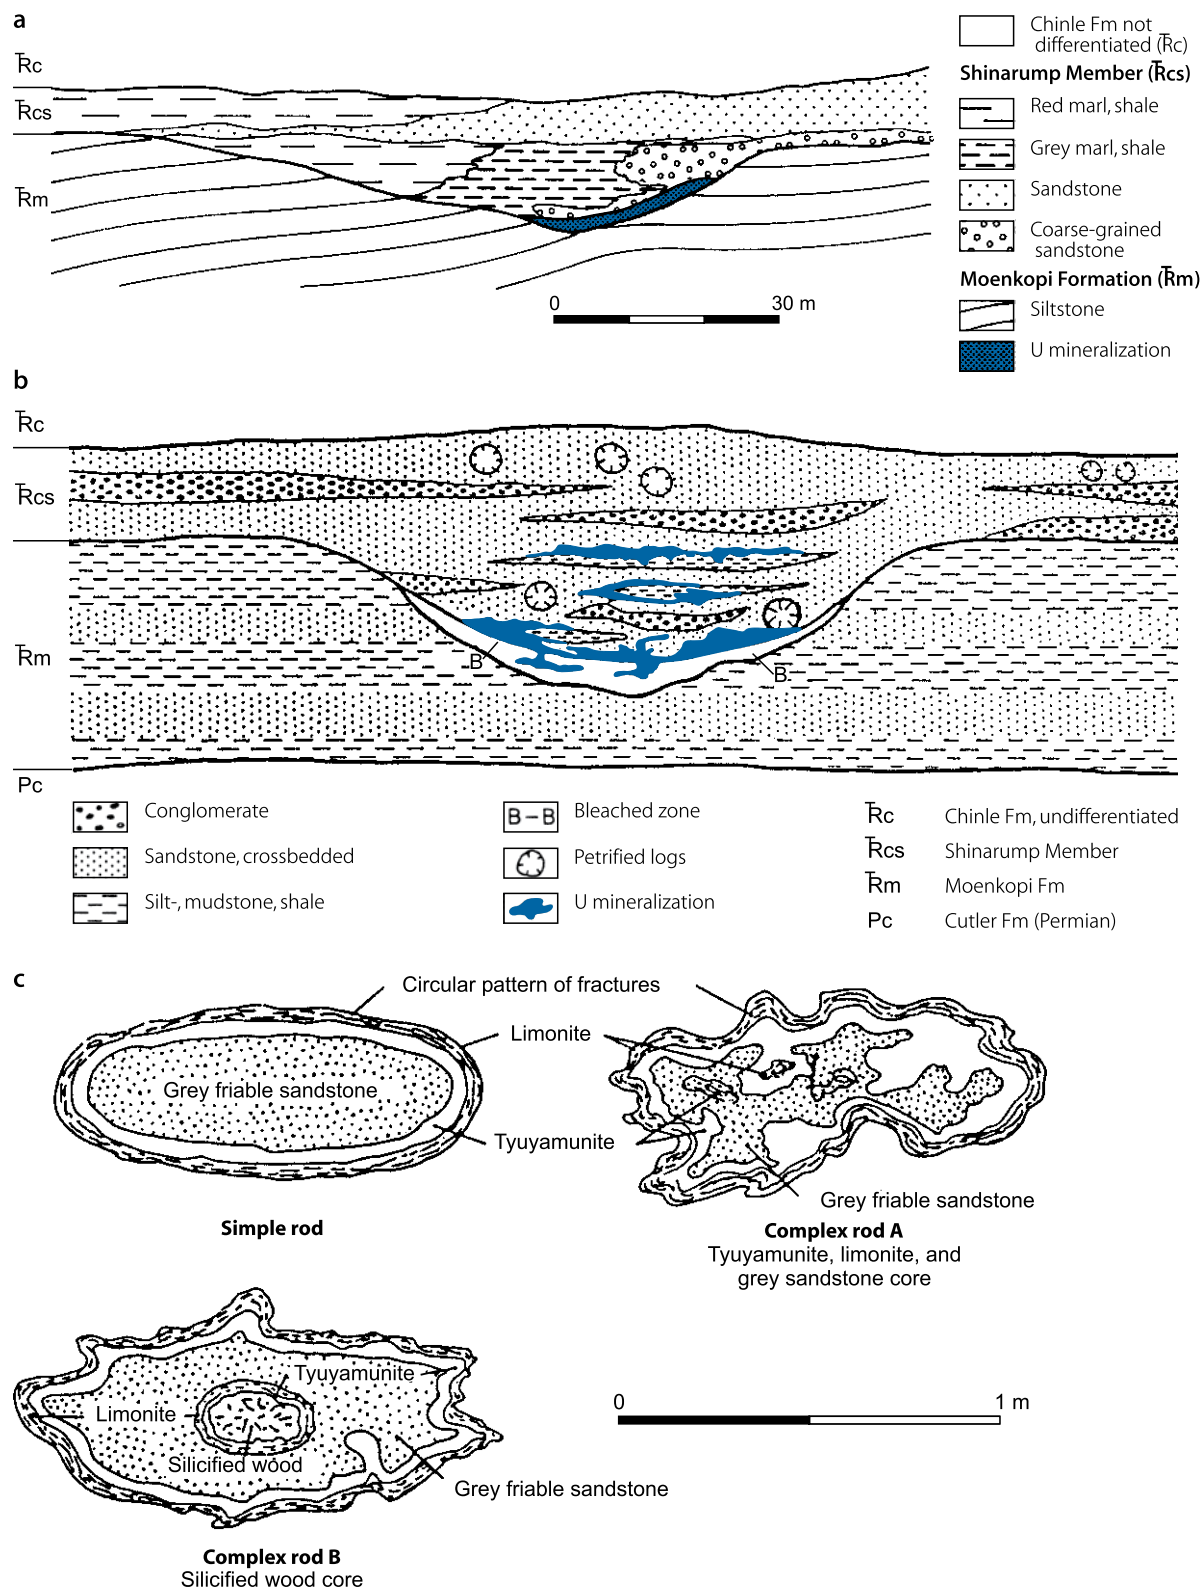 a
T̄Rc
T̄Rcs
T̄Rm
0 30 m
Chinle Fm not
differentiated (T̄Rc)
Shinarump Member (T̄Rcs)
Red marl, shale
Grey marl, shale
Sandstone
Coarse-grained
sandstone
Moenkopi Formation (T̄Rm)
Siltstone
U mineralization
b
T̄Rc
T̄Rcs
T̄Rm
Pc
B
B
Conglomerate
Sandstone, crossbedded
Silt-, mudstone, shale
B – B Bleached zone
Petrified logs
U mineralization
T̄Rc Chinle Fm, undifferentiated
T̄Rcs Shinarump Member
T̄Rm Moenkopi Fm
Pc Cutler Fm (Permian)
c
Circular pattern of fractures
Limonite
Grey friable sandstone
Tyuyamunite
Grey friable sandstone
Simple rod
Complex rod A
Tyuyamunite, limonite, and
grey sandstone core
Tyuyamunite
Limonite
Silicified wood
Grey friable sandstone
0 1 m
Complex rod B
Silicified wood core